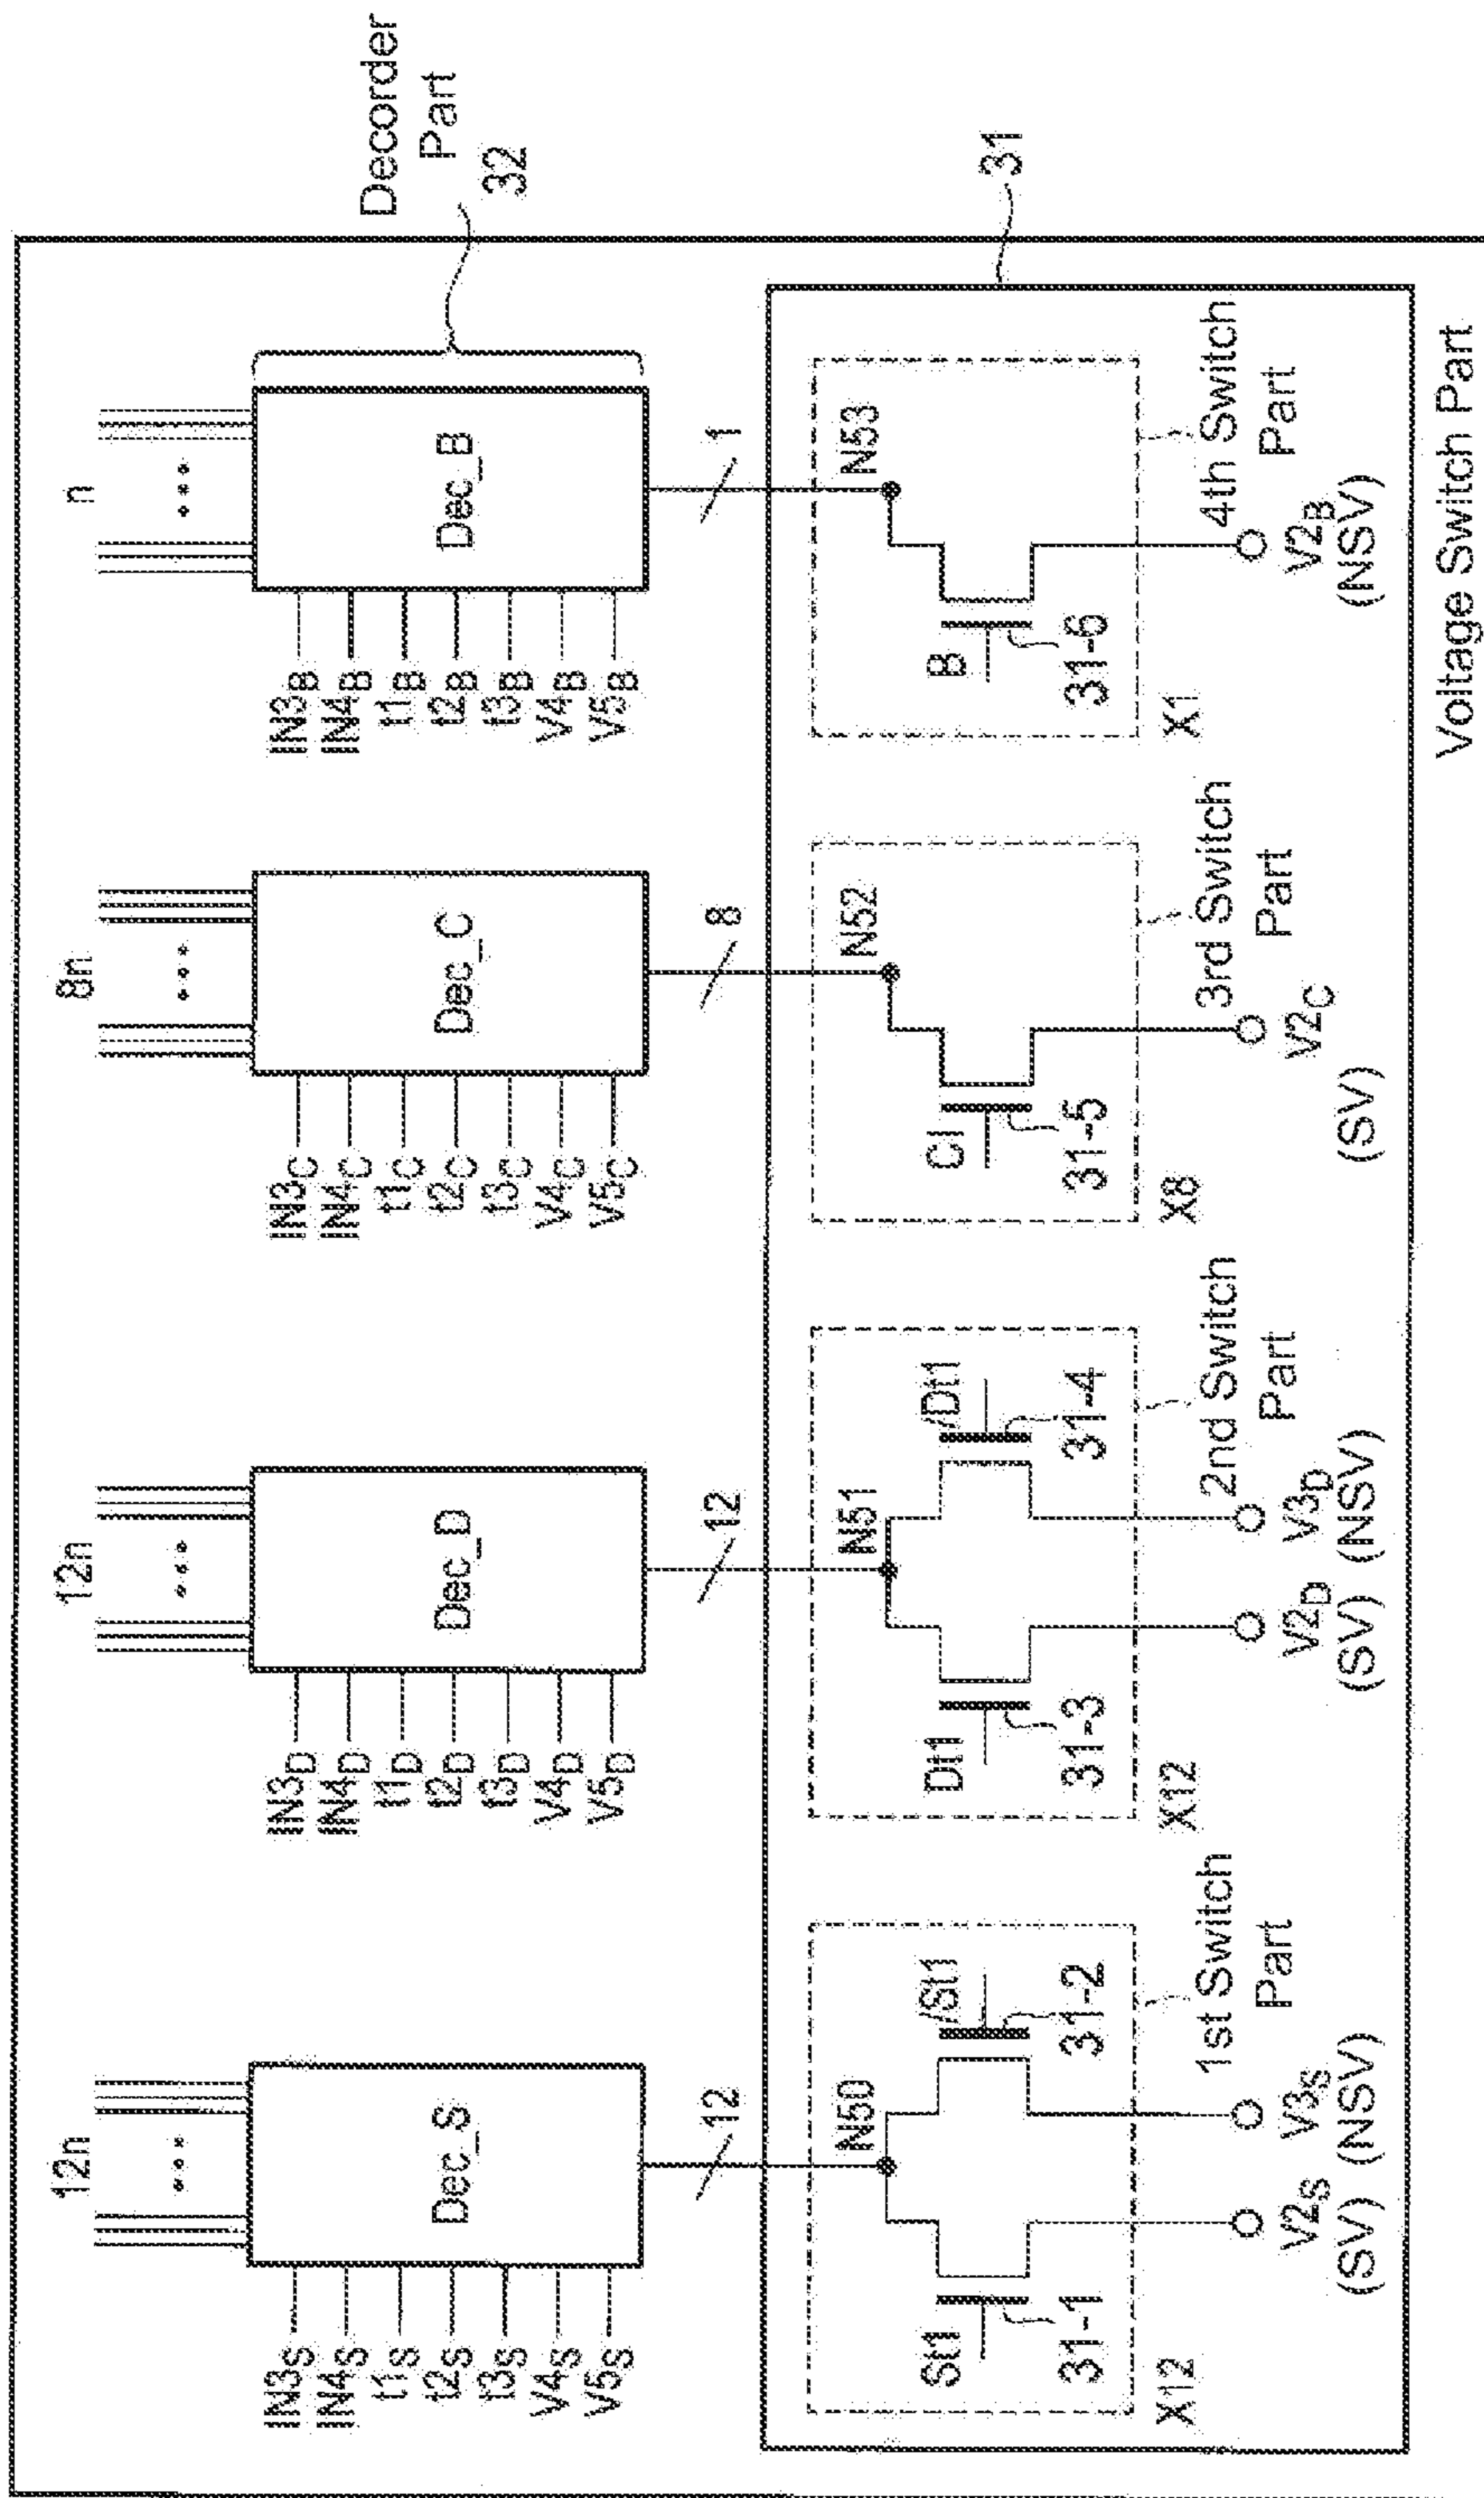 12n
12n
8n
n
Decorder
Part
32
IN3S
IN4S
t1S
t2S
t3S
V4S
V5S
Dec_S
IN3D
IN4D
t1D
t2D
t3D
V4D
V5D
Dec_D
IN3C
IN4C
t1C
t2C
t3C
V4C
V5C
Dec_C
IN3B
IN4B
t1B
t2B
t3B
V4B
V5B
Dec_B
12
12
8
1
31
N50
St1
/St1
31-1
31-2
X12
1st Switch
Part
V2S
V3S
(SV)
(NSV)
N51
Dt1
/Dt1
31-3
31-4
X12
2nd Switch
Part
V2D
V3D
(SV)
(NSV)
N52
Cl
31-5
X8
3rd Switch
Part
V2C
(SV)
N53
B
31-6
X1
4th Switch
Part
V2B
(NSV)
Voltage Switch Part